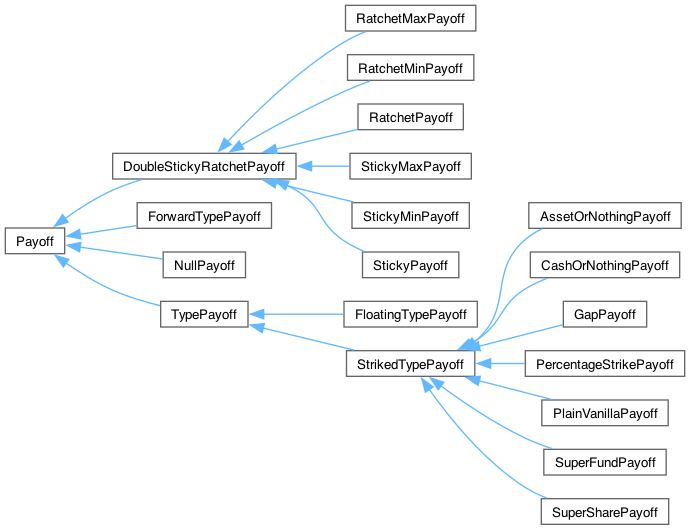 RatchetMaxPayoff
RatchetMinPayoff
RatchetPayoff
DoubleStickyRatchetPayoff
StickyMaxPayoff
StickyMinPayoff
ForwardTypePayoff
AssetOrNothingPayoff
Payoff
NullPayoff
StickyPayoff
CashOrNothingPayoff
TypePayoff
FloatingTypePayoff
GapPayoff
StrikedTypePayoff
PercentageStrikePayoff
PlainVanillaPayoff
SuperFundPayoff
SuperSharePayoff